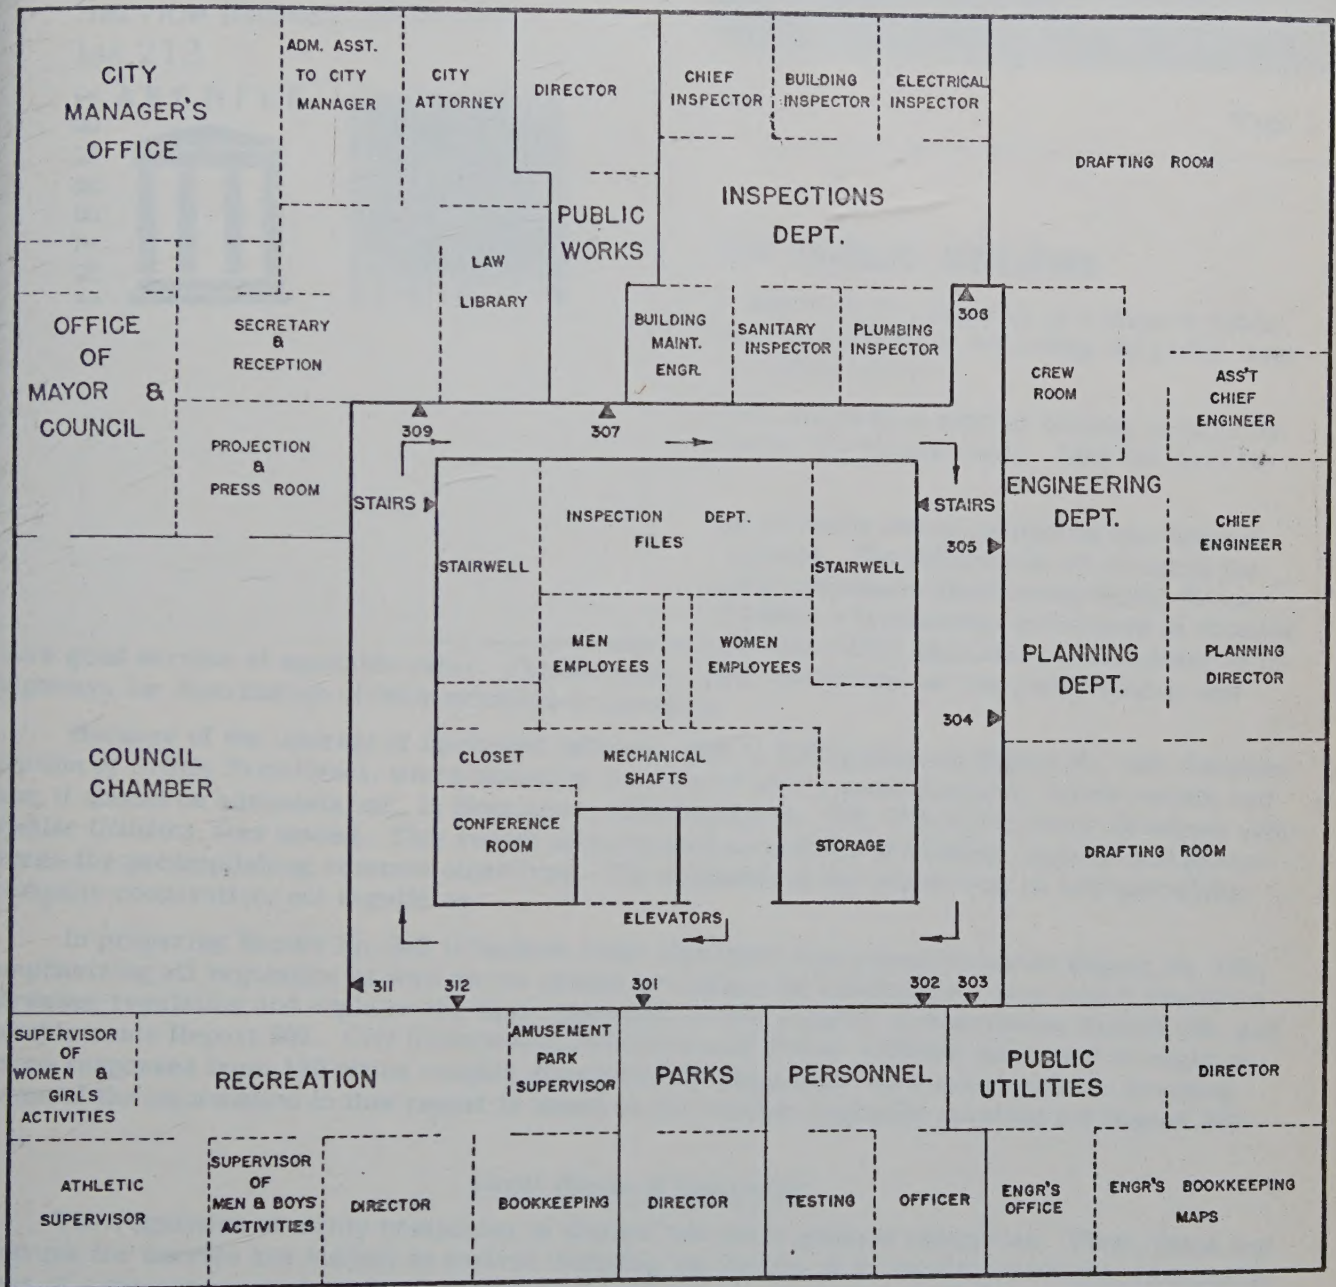 CITY
MANAGER'S
OFFICE
ADM. ASST.
TO CITY
MANAGER
CITY
ATTORNEY
DIRECTOR
CHIEF
INSPECTOR
BUILDING
INSPECTOR
ELECTRICAL
INSPECTOR
DRAFTING ROOM
PUBLIC
WORKS
INSPECTIONS
DEPT.
LAW
LIBRARY
OFFICE
OF
MAYOR &
COUNCIL
SECRETARY
&
RECEPTION
BUILDING
MAINT.
ENGR.
SANITARY
INSPECTOR
PLUMBING
INSPECTOR
306
CREW
ROOM
ASS'T
CHIEF
ENGINEER
PROJECTION
&
PRESS ROOM
309
307
STAIRS
INSPECTION DEPT.
FILES
STAIRS
ENGINEERING
DEPT.
CHIEF
ENGINEER
305
STAIRWELL
STAIRWELL
MEN
EMPLOYEES
WOMEN
EMPLOYEES
PLANNING
DEPT.
PLANNING
DIRECTOR
304
COUNCIL
CHAMBER
CLOSET
MECHANICAL
SHAFTS
CONFERENCE
ROOM
STORAGE
DRAFTING ROOM
ELEVATORS
311
312
301
302
303
SUPERVISOR
OF
WOMEN &
GIRLS
ACTIVITIES
RECREATION
AMUSEMENT
PARK
SUPERVISOR
PARKS
PERSONNEL
PUBLIC
UTILITIES
DIRECTOR
ATHLETIC
SUPERVISOR
SUPERVISOR
OF
MEN & BOYS
ACTIVITIES
DIRECTOR
BOOKKEEPING
DIRECTOR
TESTING
OFFICER
ENGR'S
OFFICE
ENGR'S BOOKKEEPING
MAPS